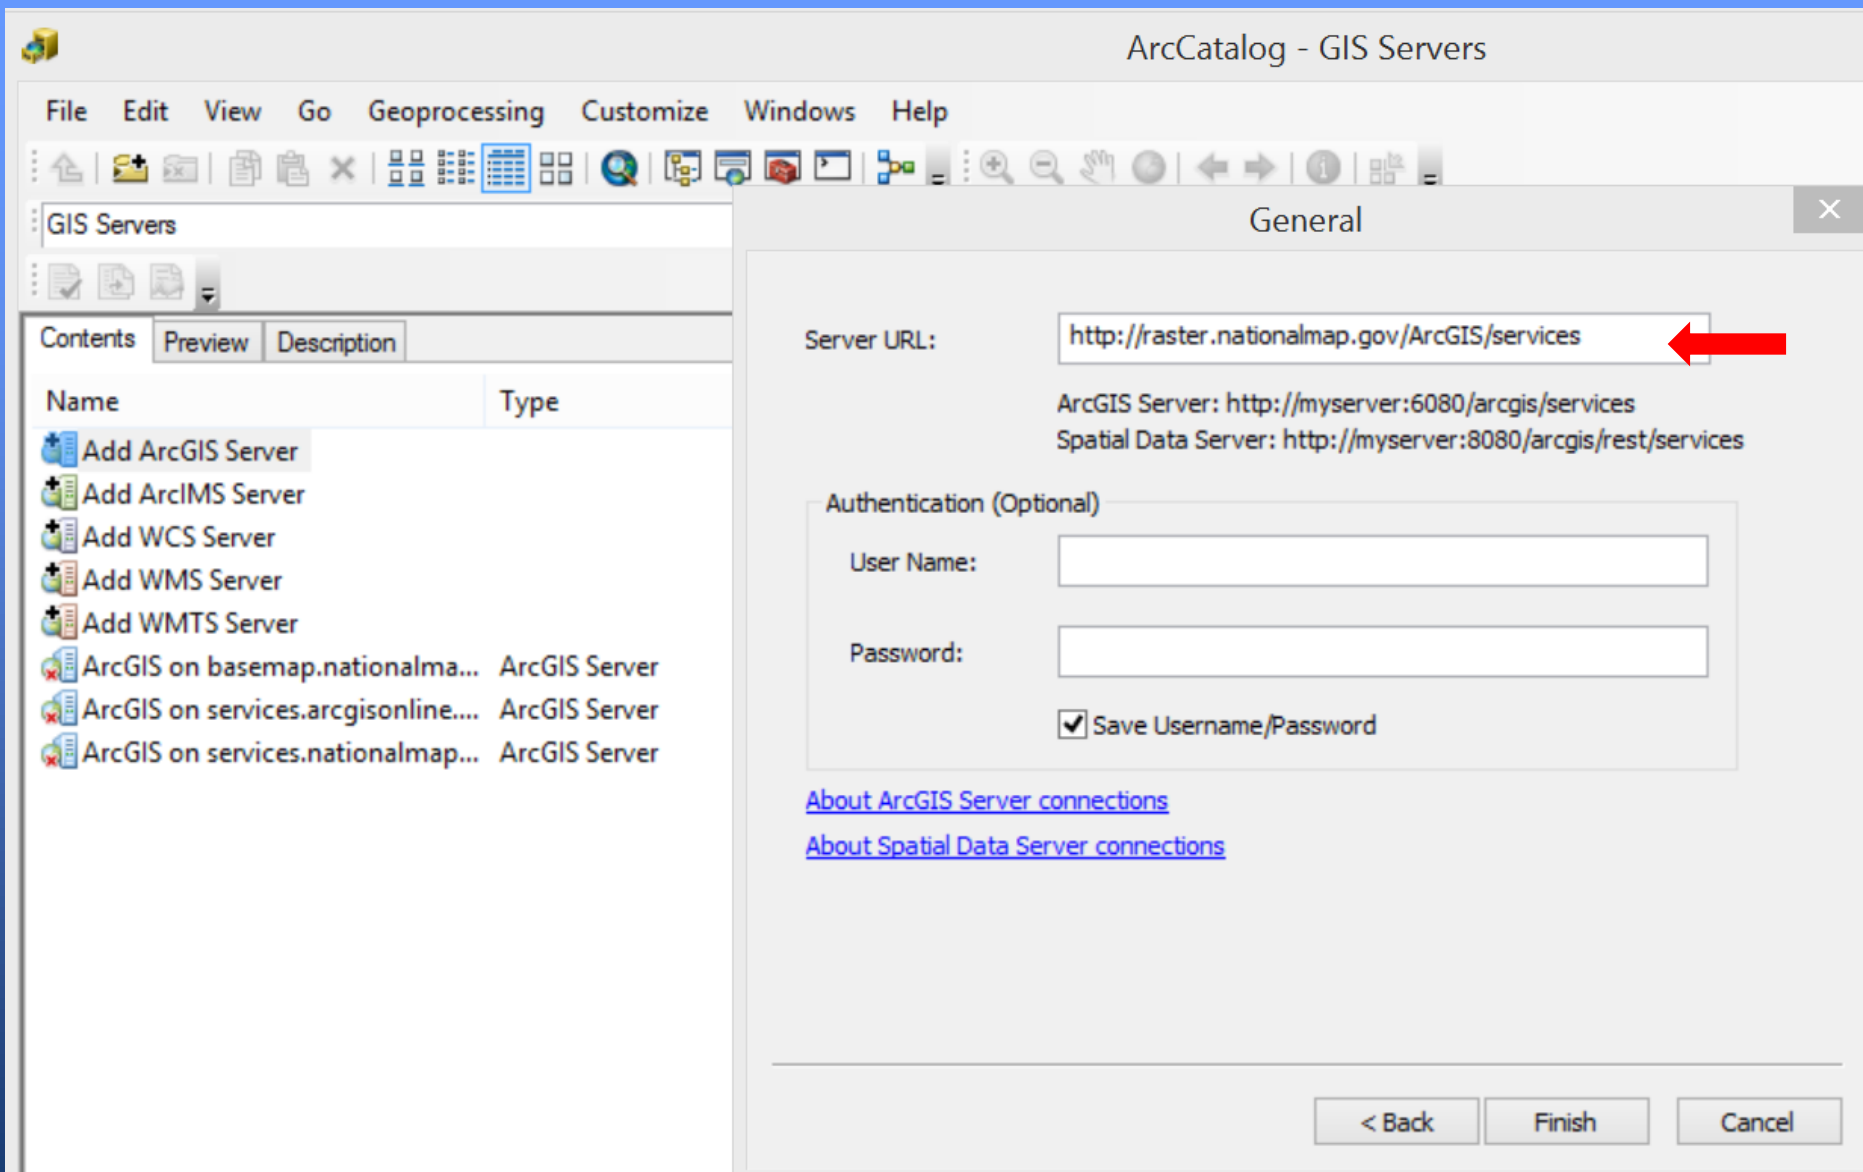 ArcCatalog - GIS Servers
File Edit View Go Geoprocessing Customize Windows Help
GIS Servers
Contents Preview Description
Name Type
Add ArcGIS Server
Add ArcIMS Server
Add WCS Server
Add WMS Server
Add WMTS Server
ArcGIS on basemap.nationalma... ArcGIS Server
ArcGIS on services.arcgisonline.... ArcGIS Server
ArcGIS on services.nationalmap... ArcGIS Server
General
Server URL: http://raster.nationalmap.gov/ArcGIS/services
ArcGIS Server: http://myserver:6080/arcgis/services
Spatial Data Server: http://myserver:8080/arcgis/rest/services
Authentication (Optional)
User Name:
Password:
Save Username/Password
About ArcGIS Server connections
About Spatial Data Server connections
< Back Finish Cancel